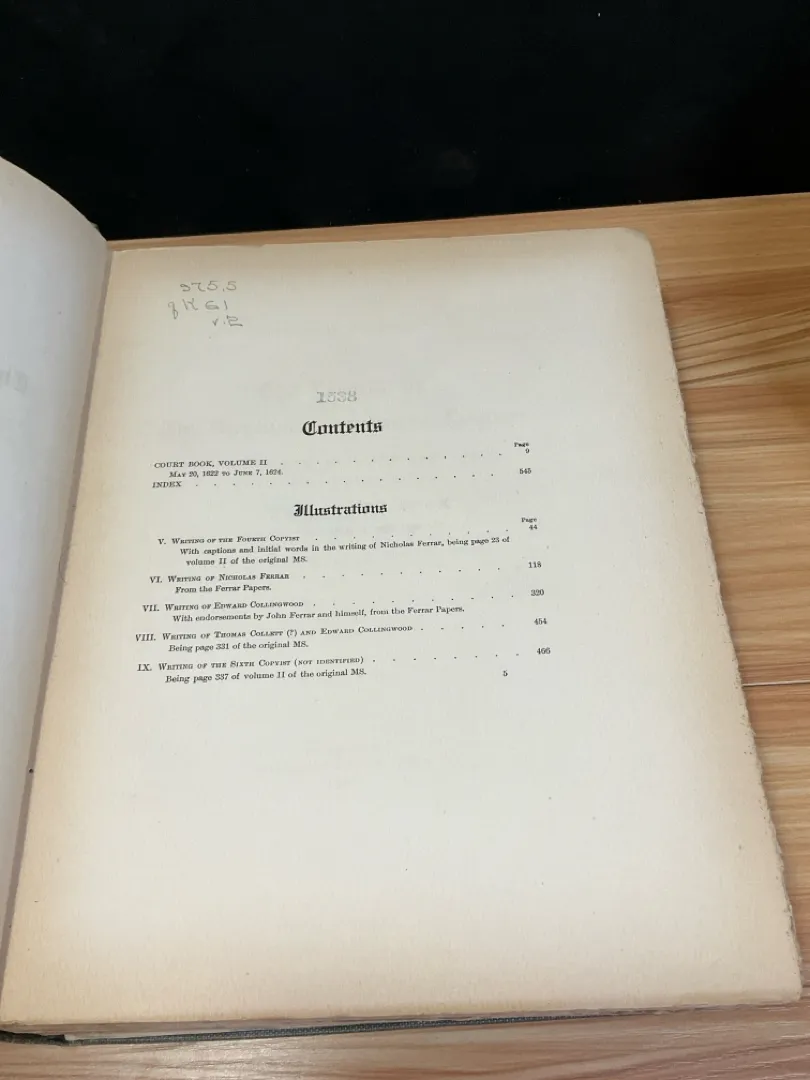 975.5
qK61
v.2
1538
Contents
Page
COURT BOOK, VOLUME II . . . . . . . . . . . . 9
MAY 20, 1622 TO JUNE 7, 1624.
INDEX . . . . . . . . . . . . . . . 545
Illustrations
Page
V. WRITING OF THE FOURTH COPYIST . . . . . . . . . 44
With captions and initial words in the writing of Nicholas Ferrar, being page 23 of
volume II of the original MS.
VI. WRITING OF NICHOLAS FERRAR . . . . . . . . . . 118
From the Ferrar Papers.
VII. WRITING OF EDWARD COLLINGWOOD . . . . . . . . . 320
With endorsements by John Ferrar and himself, from the Ferrar Papers.
VIII. WRITING OF THOMAS COLLETT (?) AND EDWARD COLLINGWOOD . . . . 454
Being page 331 of the original MS.
IX. WRITING OF THE SIXTH COPYIST (NOT IDENTIFIED) . . . . . . . 466
Being page 337 of volume II of the original MS.
5